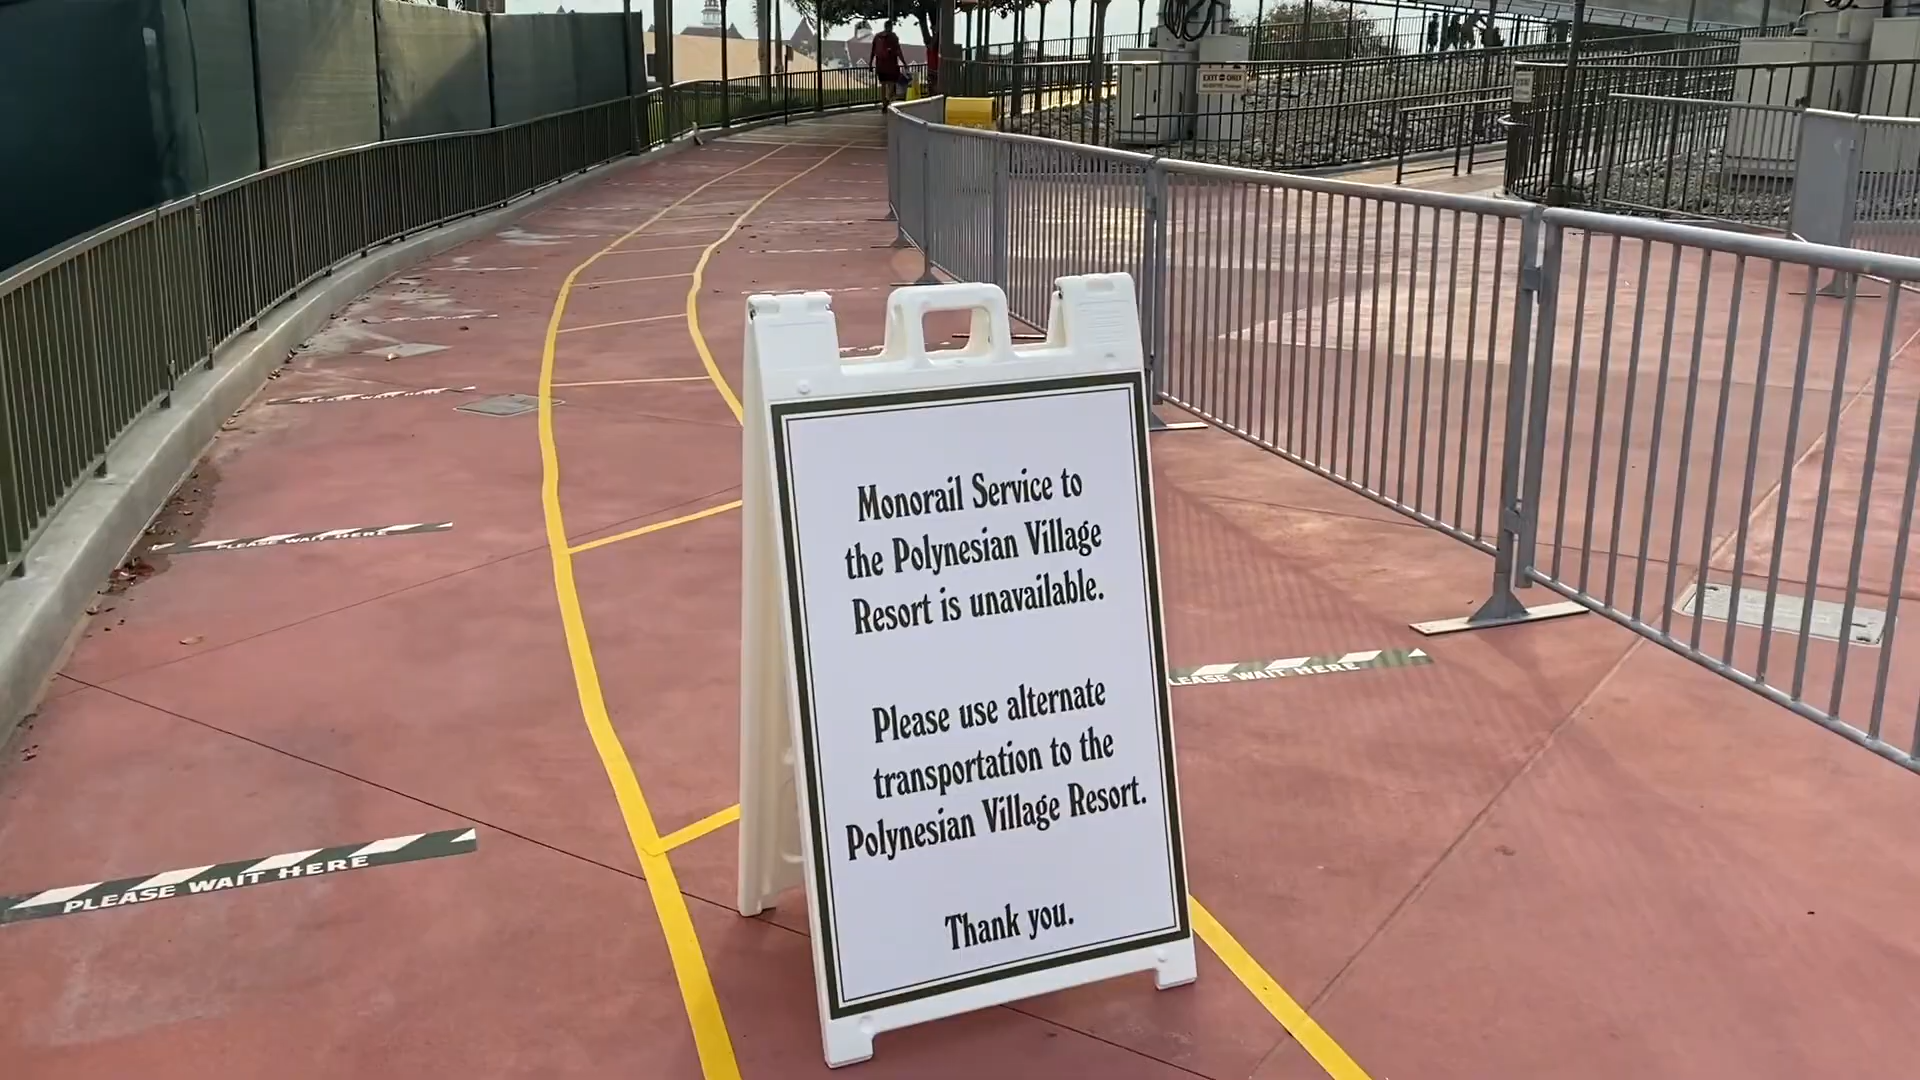 EXIT ONLY
PLEASE WAIT HERE
PLEASE WAIT HERE
Monorail Service to
the Polynesian Village
Resort is unavailable.
Please use alternate
transportation to the
Polynesian Village Resort.
Thank you.
LEASE WAIT HERE
PLEASE WAIT HERE